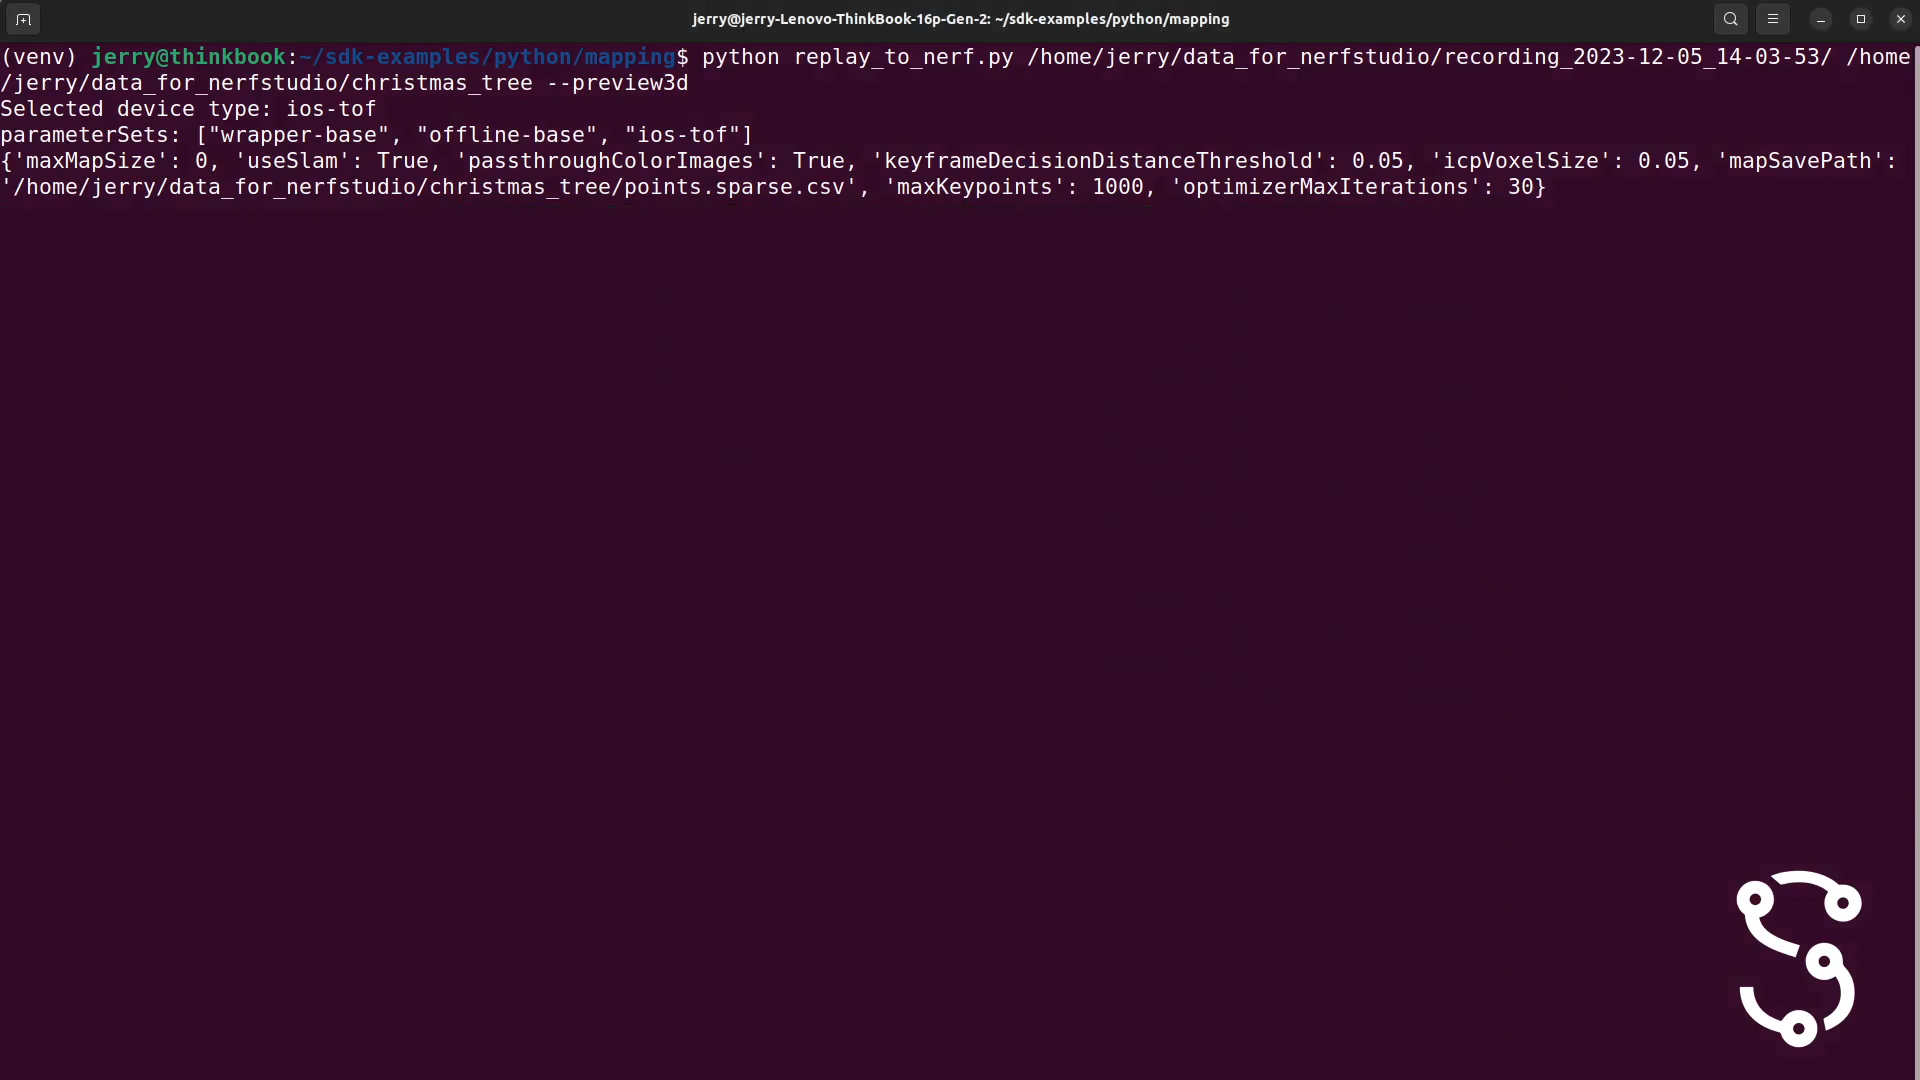 jerry@jerry-Lenovo-ThinkBook-16p-Gen-2: ~/sdk-examples/python/mapping
(venv) jerry@thinkbook:~/sdk-examples/python/mapping$ python replay_to_nerf.py /home/jerry/data_for_nerfstudio/recording_2023-12-05_14-03-53/ /home
/jerry/data_for_nerfstudio/christmas_tree --preview3d
Selected device type: ios-tof
parameterSets: ["wrapper-base", "offline-base", "ios-tof"]
{'maxMapSize': 0, 'useSlam': True, 'passthroughColorImages': True, 'keyframeDecisionDistanceThreshold': 0.05, 'icpVoxelSize': 0.05, 'mapSavePath':
'/home/jerry/data_for_nerfstudio/christmas_tree/points.sparse.csv', 'maxKeypoints': 1000, 'optimizerMaxIterations': 30}